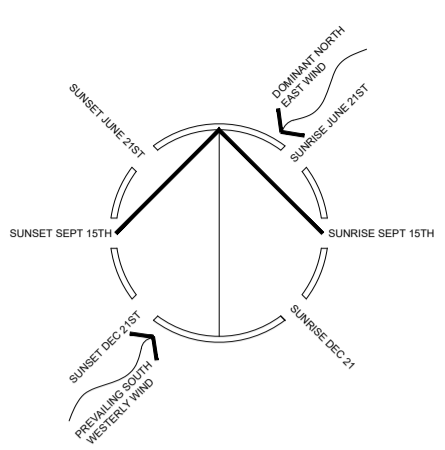 DOMINANT NORTH
EAST WIND
SUNSET JUNE 21ST
SUNRISE JUNE 21ST
SUNSET SEPT 15TH
SUNRISE SEPT 15TH
SUNSET DEC 21ST
SUNRISE DEC 21
PREVAILING SOUTH
WESTERLY WIND